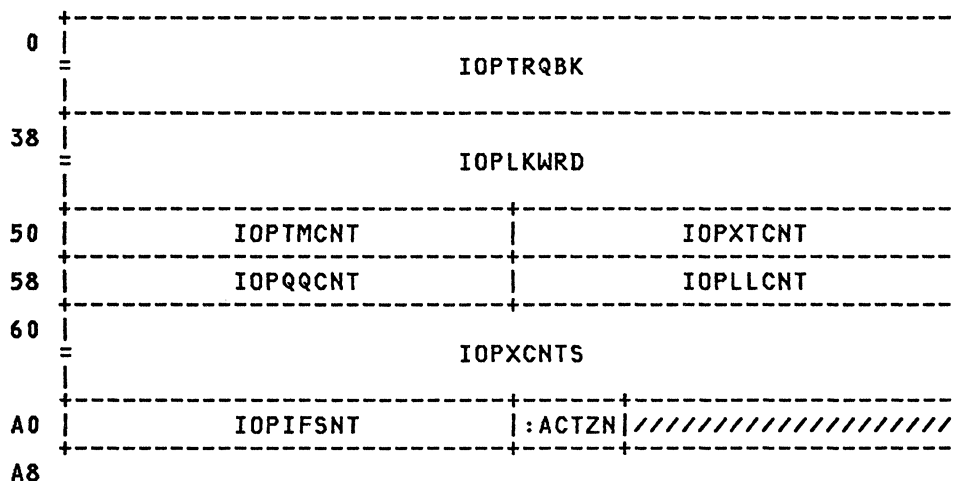 0
IOPTRQBK
38
IOPLKWRD
50 IOPTMCNT IOPXTCNT
58 IOPQQCNT IOPLLCNT
60
IOPXCNTS
A0 IOPIFSNT :ACTZN ////////////////////
A8